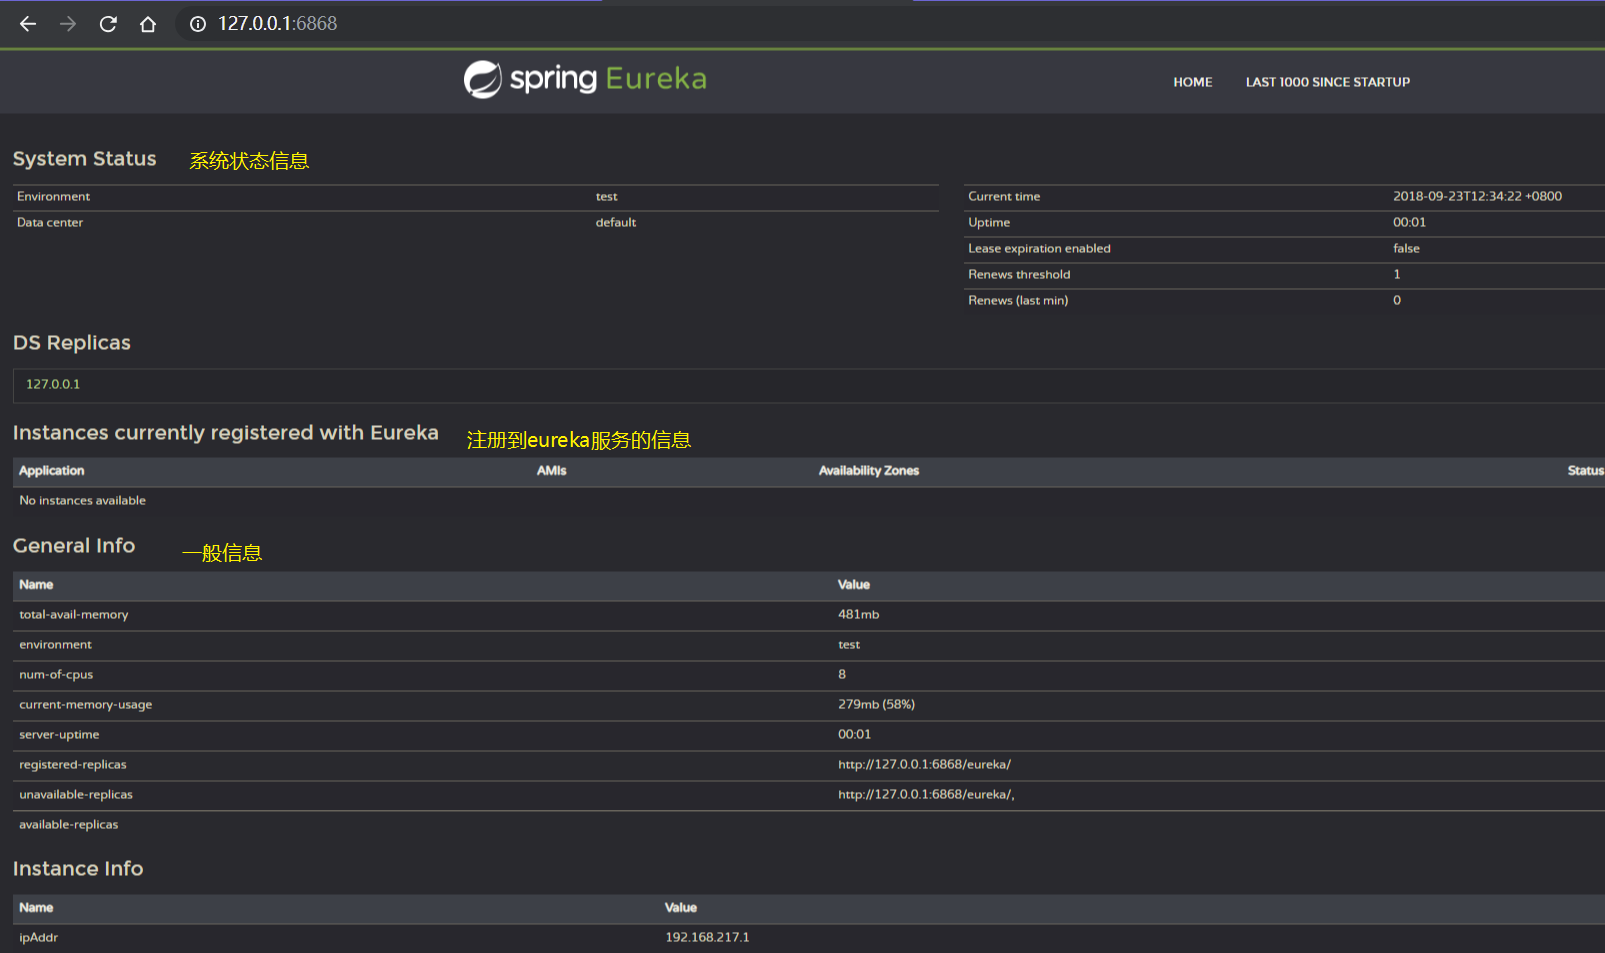 127.0.0.1:6868
spring Eureka
HOME LAST 1000 SINCE STARTUP
System Status 系统状态信息
Environment test
Data center default
Current time 2018-09-23T12:34:22 +0800
Uptime 00:01
Lease expiration enabled false
Renews threshold 1
Renews (last min) 0
DS Replicas
127.0.0.1
Instances currently registered with Eureka 注册到eureka服务的信息
Application AMIs Availability Zones Status
No instances available
General Info 一般信息
Name Value
total-avail-memory 481mb
environment test
num-of-cpus 8
current-memory-usage 279mb (58%)
server-uptime 00:01
registered-replicas http://127.0.0.1:6868/eureka/
unavailable-replicas http://127.0.0.1:6868/eureka/,
available-replicas
Instance Info
Name Value
ipAddr 192.168.217.1